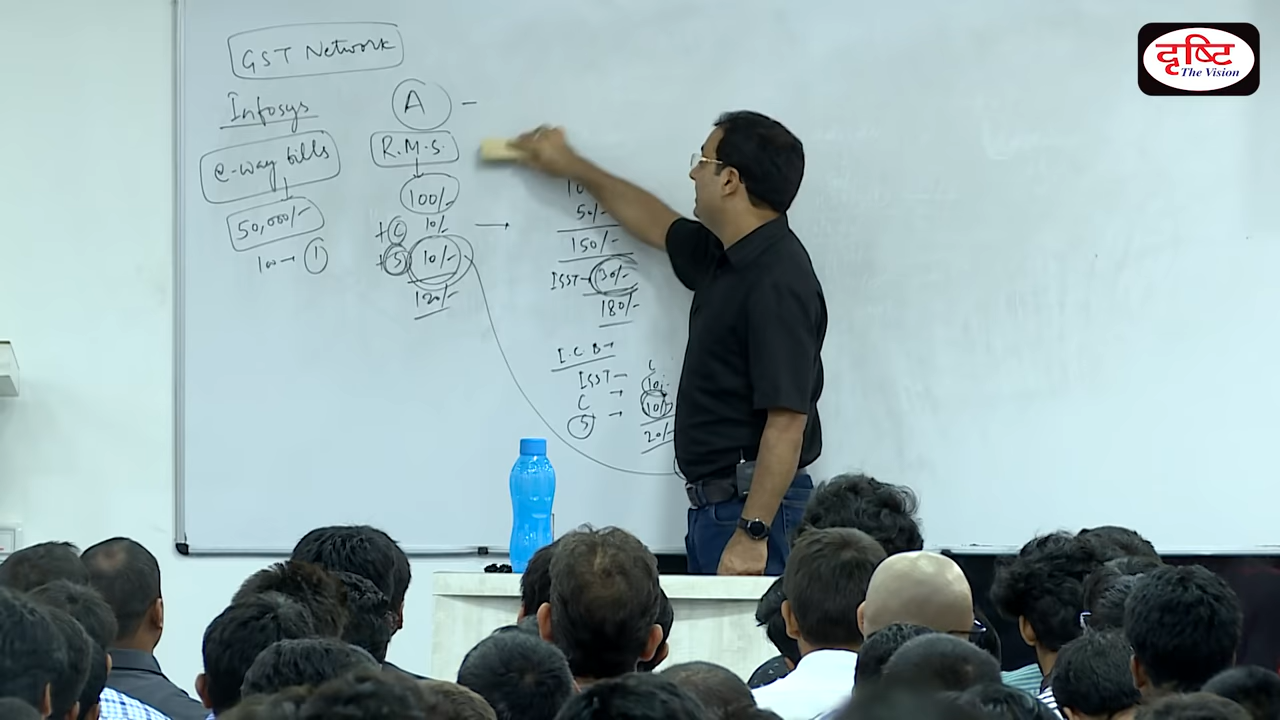 GST Network
Infosys
e-way bills
50,000/-
100 → 1
A -
R.M.S.
100/-
+ C 10/-
+ S 10/-
120/-
50/-
150/-
IGST - 30/-
180/-
I.C.B →
IGST -
C →
S →
C
10/-
10/-
20/-
दृष्टि
The Vision